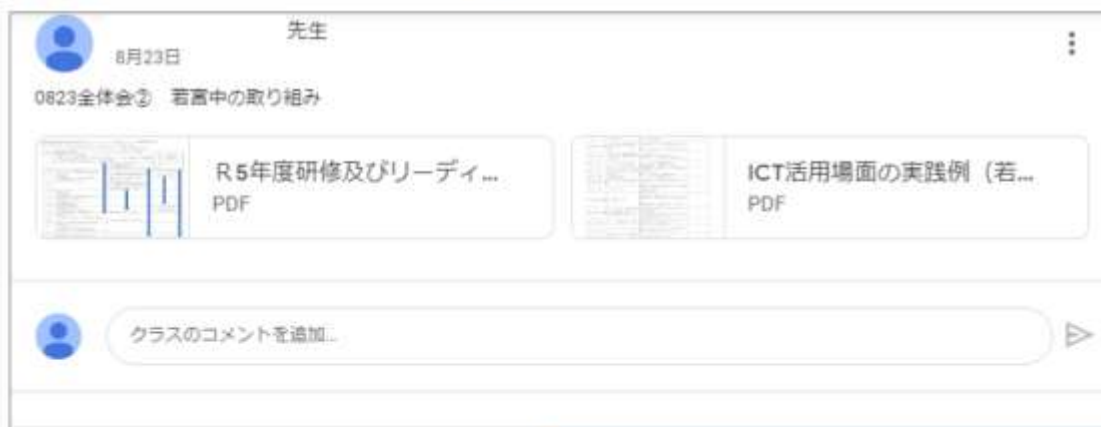 先生
8月23日
0823全体会② 若宮中の取り組み
R5年度研修及びリーディ...
PDF
ICT活用場面の実践例（若...
PDF
クラスのコメントを追加...